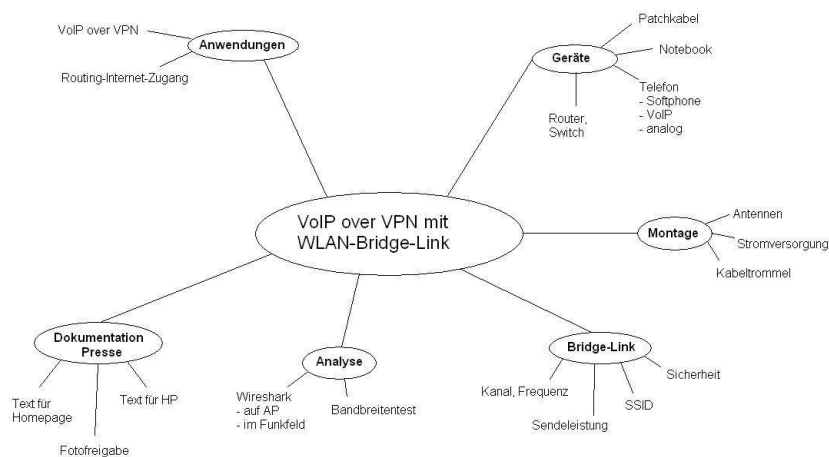 VoIP over VPN
Anwendungen
Routing-Internet-Zugang
Patchkabel
Notebook
Geräte
Telefon
- Softphone
- VoIP
- analog
Router,
Switch
VoIP over VPN mit
WLAN-Bridge-Link
Antennen
Montage
Stromversorgung
Kabeltrommel
Dokumentation
Presse
Text für
Homepage
Text für HP
Fotofreigabe
Analyse
Wireshark
- auf AP
- im Funkfeld
Bandbreitentest
Bridge-Link
Sicherheit
Kanal, Frequenz
SSID
Sendeleistung